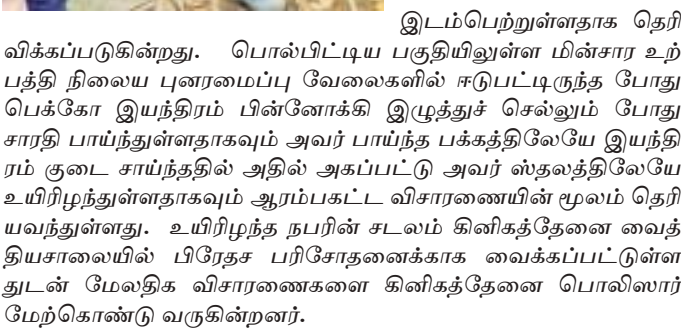 இடம்பெற்றுள்ளதாக தெரி
விக்கப்படுகின்றது. பொல்பிட்டிய பகுதியிலுள்ள மின்சார உற்
பத்தி நிலைய புனரமைப்பு வேலைகளில் ஈடுபட்டிருந்த போது
பெக்கோ இயந்திரம் பின்னோக்கி இழுத்துச் செல்லும் போது
சாரதி பாய்ந்துள்ளதாகவும் அவர் பாய்ந்த பக்கத்திலேயே இயந்தி
ரம் குடை சாய்ந்ததில் அதில் அகப்பட்டு அவர் ஸ்தலத்திலேயே
உயிரிழந்துள்ளதாகவும் ஆரம்பகட்ட விசாரணையின் மூலம் தெரி
யவந்துள்ளது. உயிரிழந்த நபரின் சடலம் கினிகத்தேனை வைத்
தியசாலையில் பிரேதச பரிசோதனைக்காக வைக்கப்பட்டுள்ள
துடன் மேலதிக விசாரணைகளை கினிகத்தேனை பொலிஸார்
மேற்கொண்டு வருகின்றனர்.